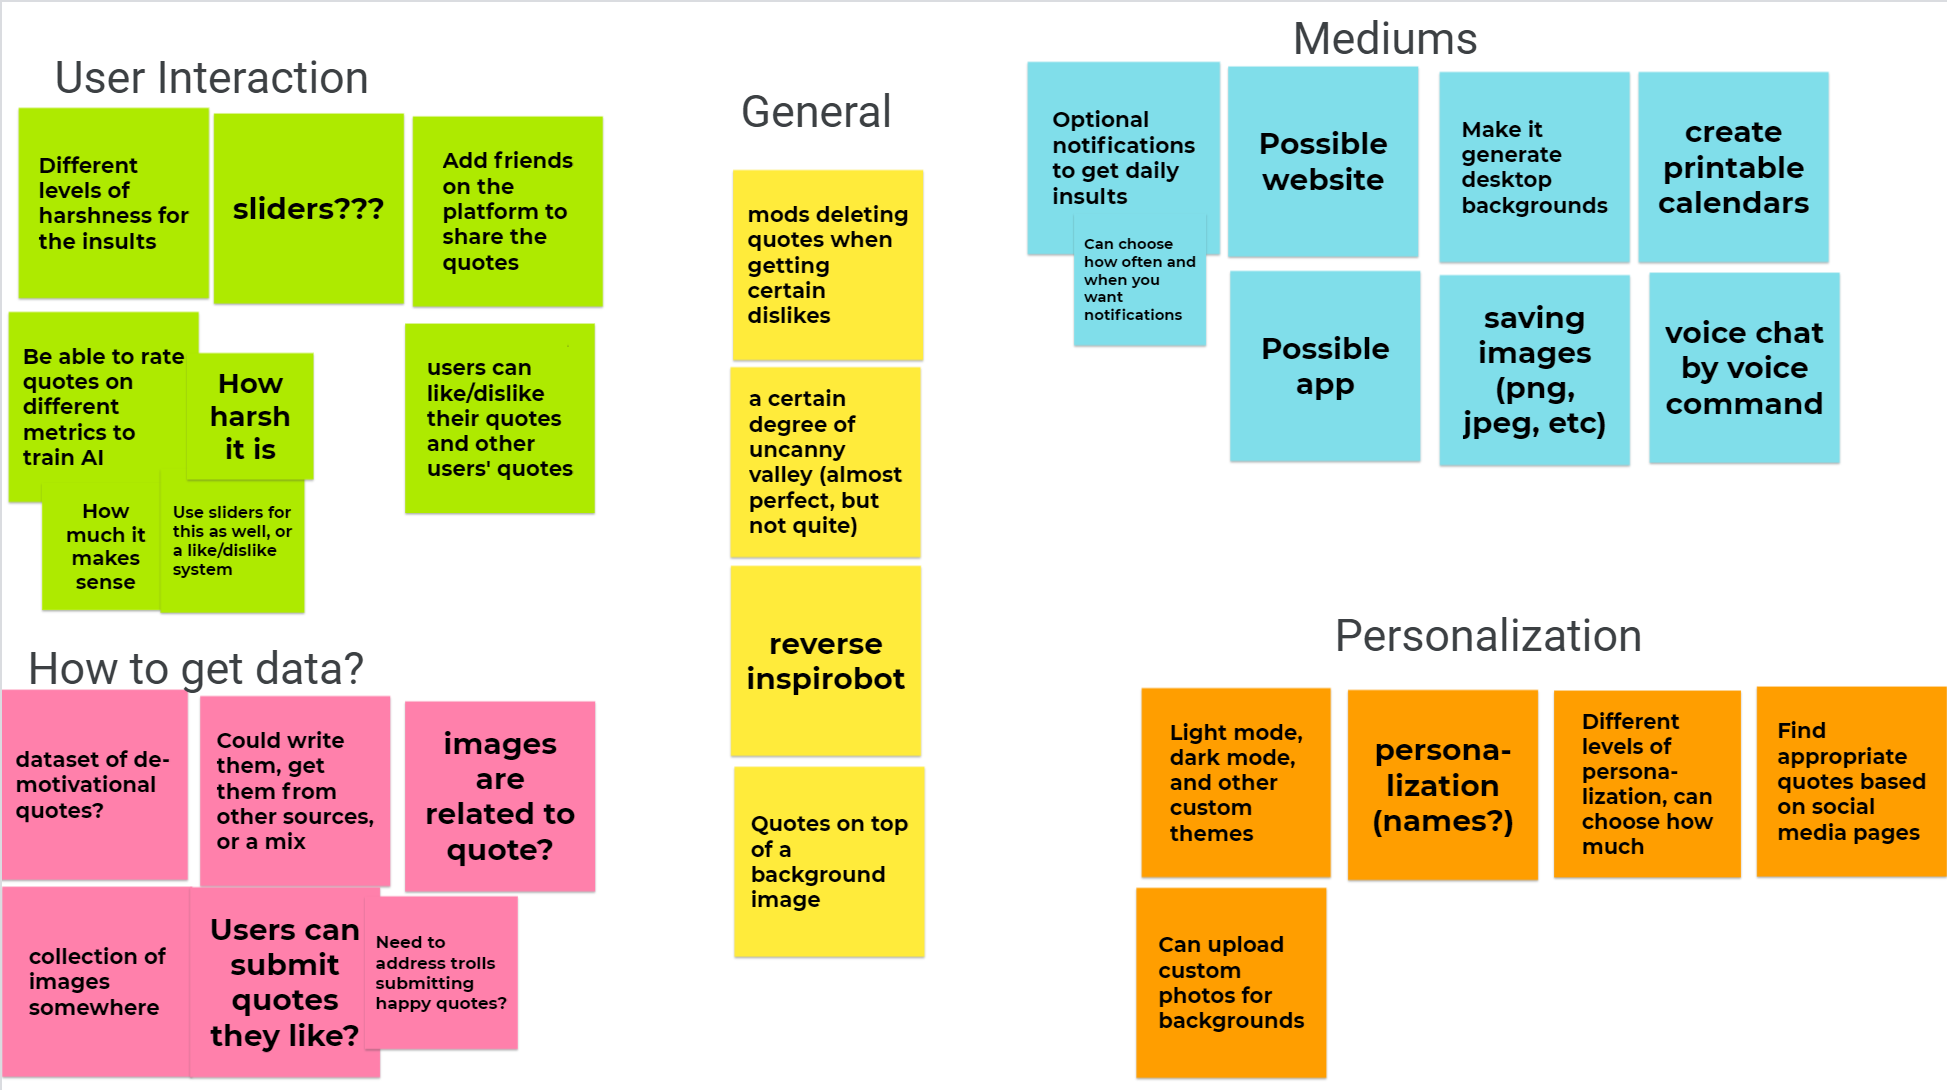 User Interaction
Different
levels of
harshness for
the insults
sliders???
Add friends
on the
platform to
share the
quotes
Be able to rate
quotes on
different
metrics to
train AI
How
harsh
it is
How
much it
makes
sense
Use sliders for
this as well, or
a like/dislike
system
users can
like/dislike
their quotes
and other
users' quotes
How to get data?
dataset of de-
motivational
quotes?
Could write
them, get
them from
other sources,
or a mix
images
are
related to
quote?
collection of
images
somewhere
Users can
submit
quotes
they like?
Need to
address trolls
submitting
happy quotes?
General
mods deleting
quotes when
getting
certain
dislikes
a certain
degree of
uncanny
valley (almost
perfect, but
not quite)
reverse
inspirobot
Quotes on top
of a
background
image
Mediums
Optional
notifications
to get daily
insults
Can choose
how often and
when you
want
notifications
Possible
website
Make it
generate
desktop
backgrounds
create
printable
calendars
Possible
app
saving
images
(png,
jpeg, etc)
voice chat
by voice
command
Personalization
Light mode,
dark mode,
and other
custom
themes
persona-
lization
(names?)
Different
levels of
persona-
lization, can
choose how
much
Find
appropriate
quotes based
on social
media pages
Can upload
custom
photos for
backgrounds